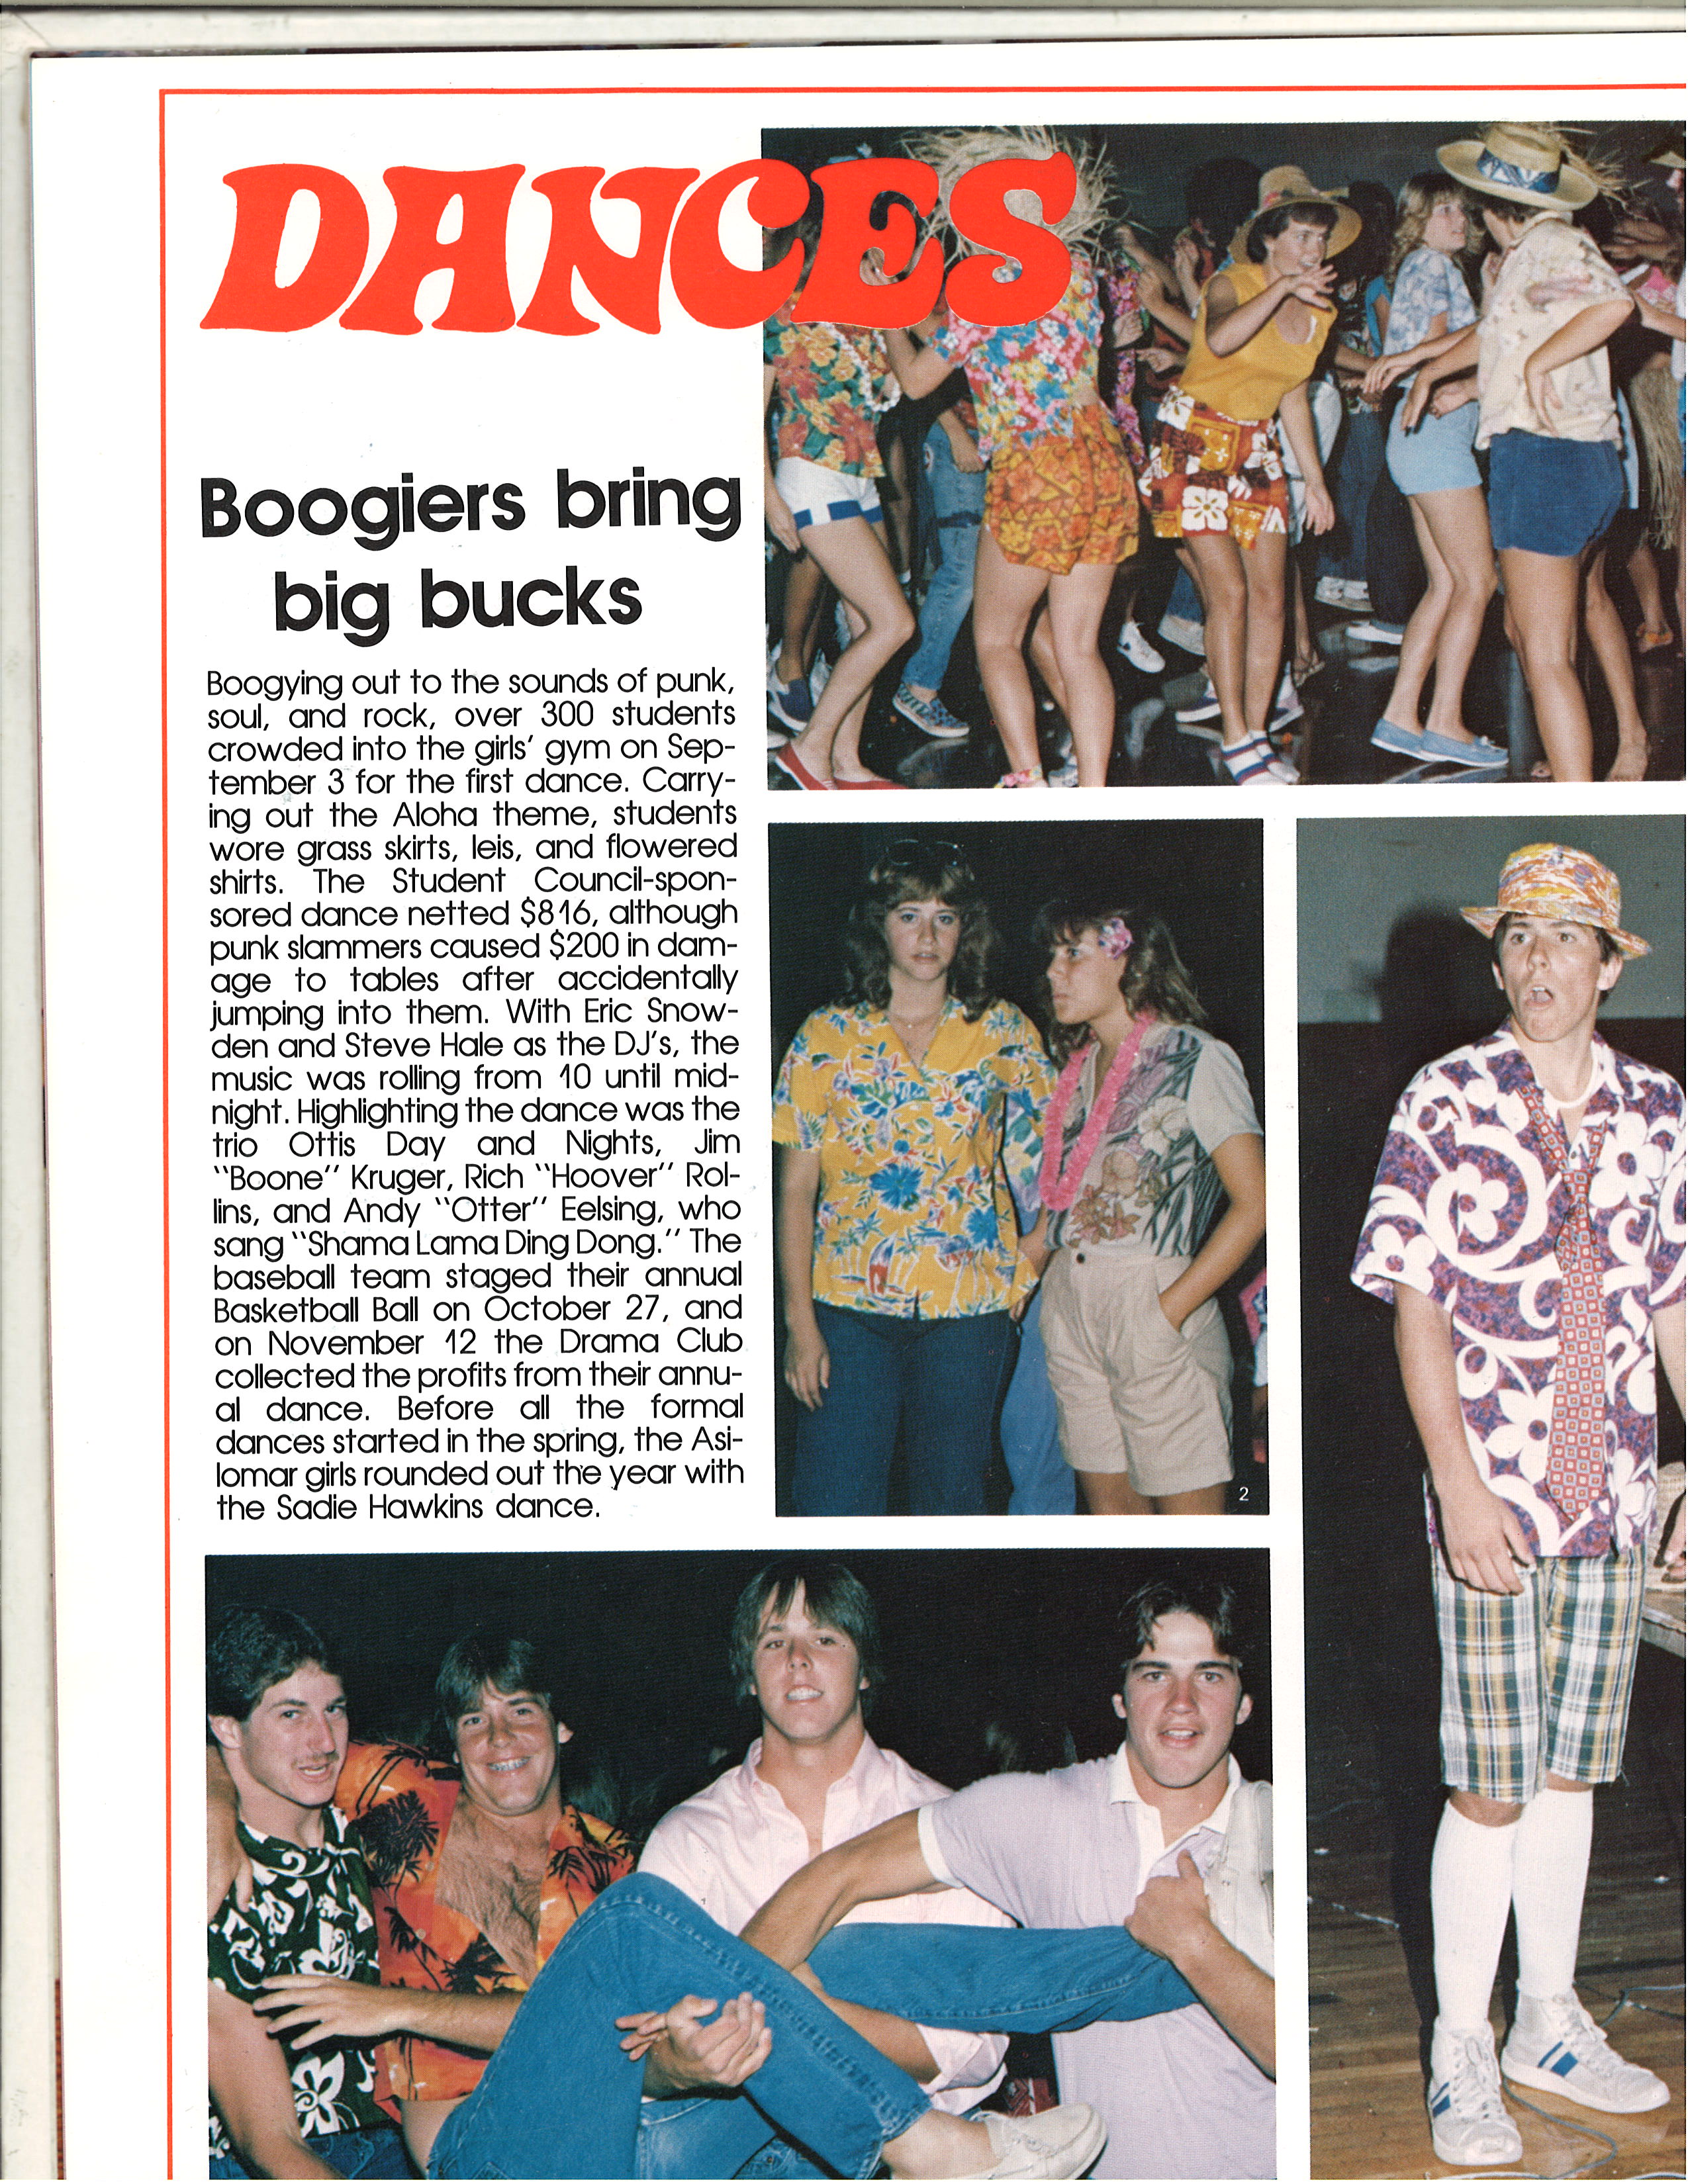 DANCES
Boogiers bring
big bucks
Boogying out to the sounds of punk,
soul, and rock, over 300 students
crowded into the girls' gym on Sep-
tember 3 for the first dance. Carry-
ing out the Aloha theme, students
wore grass skirts, leis, and flowered
shirts. The Student Council-spon-
sored dance netted $816, although
punk slammers caused $200 in dam-
age to tables after accidentally
jumping into them. With Eric Snow-
den and Steve Hale as the DJ's, the
music was rolling from 10 until mid-
night. Highlighting the dance was the
trio Ottis Day and Nights, Jim
"Boone" Kruger, Rich "Hoover" Rol-
lins, and Andy "Otter" Eelsing, who
sang "Shama Lama Ding Dong." The
baseball team staged their annual
Basketball Ball on October 27, and
on November 12 the Drama Club
collected the profits from their annu-
al dance. Before all the formal
dances started in the spring, the Asi-
lomar girls rounded out the year with
the Sadie Hawkins dance.
2